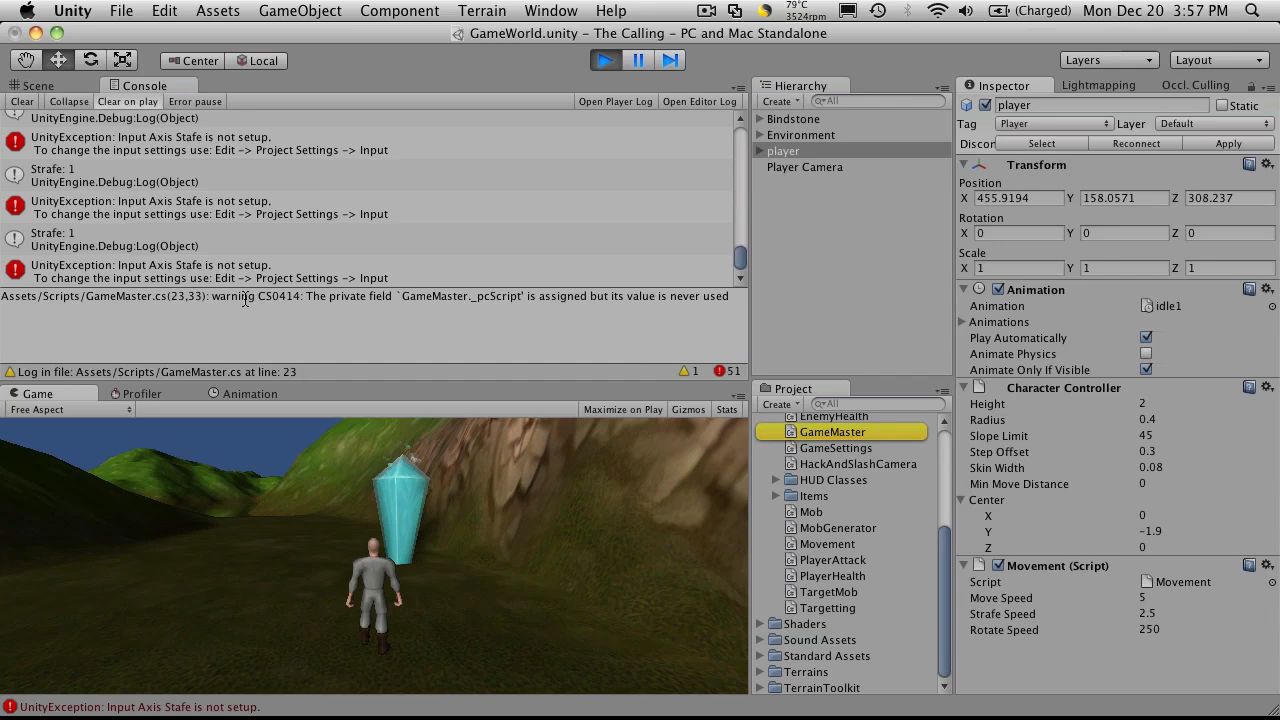 Unity File Edit Assets GameObject Component Terrain Window Help 79°C 3524rpm (Charged) Mon Dec 20 3:57 PM
GameWorld.unity – The Calling – PC and Mac Standalone
Center Local Layers Layout
Scene Console
Clear Collapse Clear on play Error pause Open Player Log Open Editor Log
UnityEngine.Debug:Log(Object)
UnityException: Input Axis Stafe is not setup.
To change the input settings use: Edit -> Project Settings -> Input
Strafe: 1
UnityEngine.Debug:Log(Object)
UnityException: Input Axis Stafe is not setup.
To change the input settings use: Edit -> Project Settings -> Input
Strafe: 1
UnityEngine.Debug:Log(Object)
UnityException: Input Axis Stafe is not setup.
To change the input settings use: Edit -> Project Settings -> Input
Assets/Scripts/GameMaster.cs(23,33): warning CS0414: The private field `GameMaster._pcScript' is assigned but its value is never used
Log in file: Assets/Scripts/GameMaster.cs at line: 23 1 51
Game Profiler Animation
Free Aspect Maximize on Play Gizmos Stats
UnityException: Input Axis Stafe is not setup.
Hierarchy
Create All
Bindstone
Environment
player
Player Camera
Project
Create All
EnemyHealth
GameMaster
GameSettings
HackAndSlashCamera
HUD Classes
Items
Mob
MobGenerator
Movement
PlayerAttack
PlayerHealth
TargetMob
Targetting
Shaders
Sound Assets
Standard Assets
Terrains
TerrainToolkit
Inspector Lightmapping Occl. Culling
player Static
Tag Player Layer Default
Discor Select Reconnect Apply
Transform
Position
X 455.9194 Y 158.0571 Z 308.237
Rotation
X 0 Y 0 Z 0
Scale
X 1 Y 1 Z 1
Animation
Animation idle1
Animations
Play Automatically
Animate Physics
Animate Only If Visible
Character Controller
Height 2
Radius 0.4
Slope Limit 45
Step Offset 0.3
Skin Width 0.08
Min Move Distance 0
Center
X 0
Y -1.9
Z 0
Movement (Script)
Script Movement
Move Speed 5
Strafe Speed 2.5
Rotate Speed 250